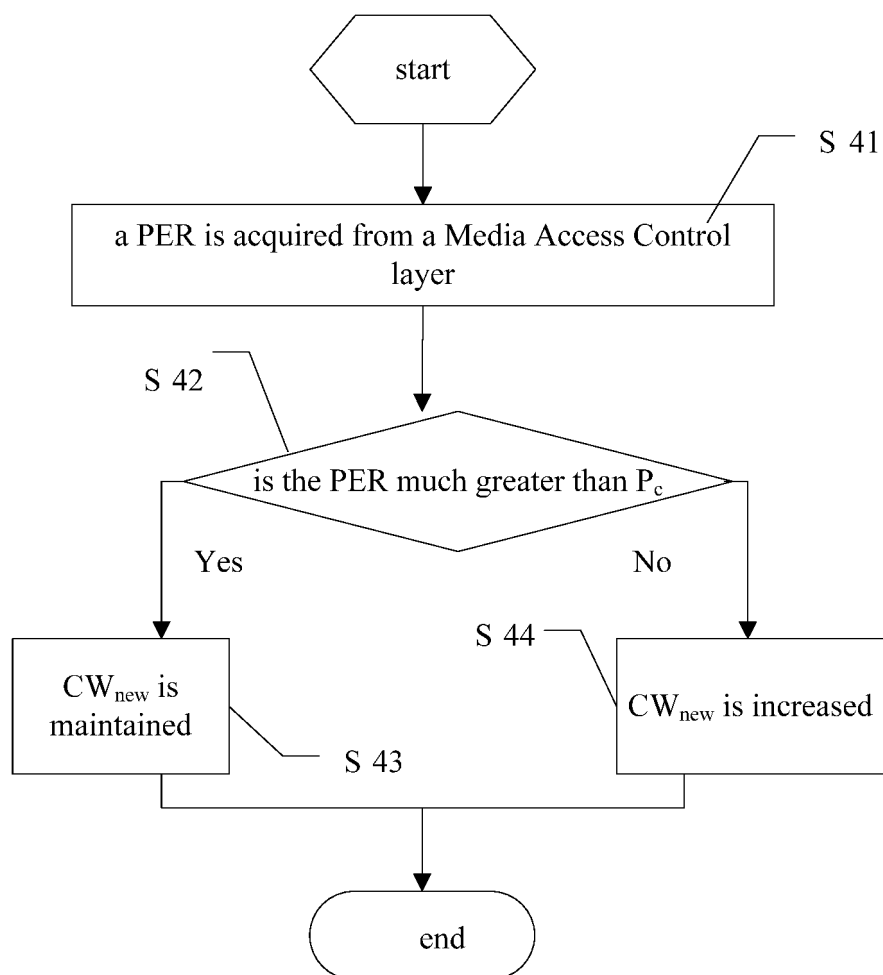 start
S 41
a PER is acquired from a Media Access Control
layer
S 42
is the PER much greater than Pc
Yes
No
S 44
CWnew is
maintained
CWnew is increased
S 43
end